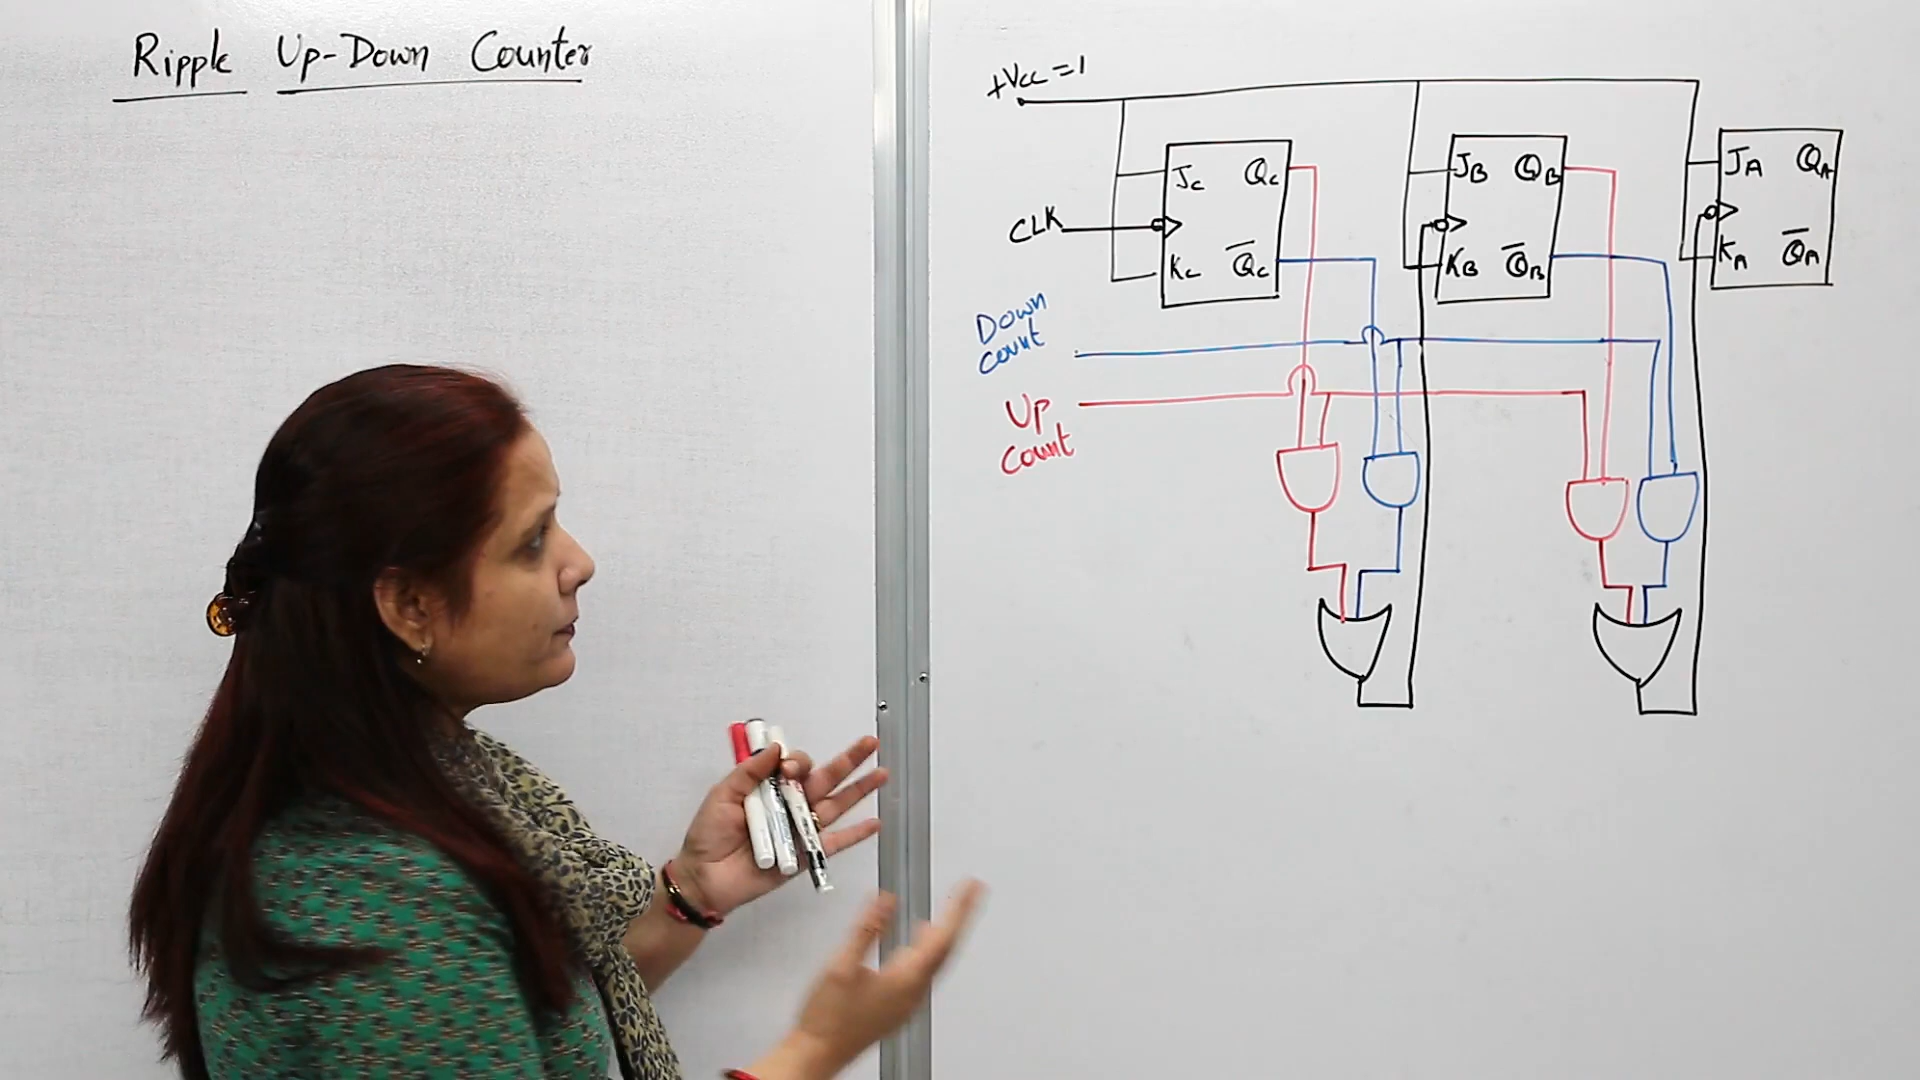 Ripple Up-Down Counter
+Vcc = 1
Jc Qc
CLK
Kc Q̅c
JB QB
KB Q̅B
JA QA
KA Q̅A
Down
count
Up
Count